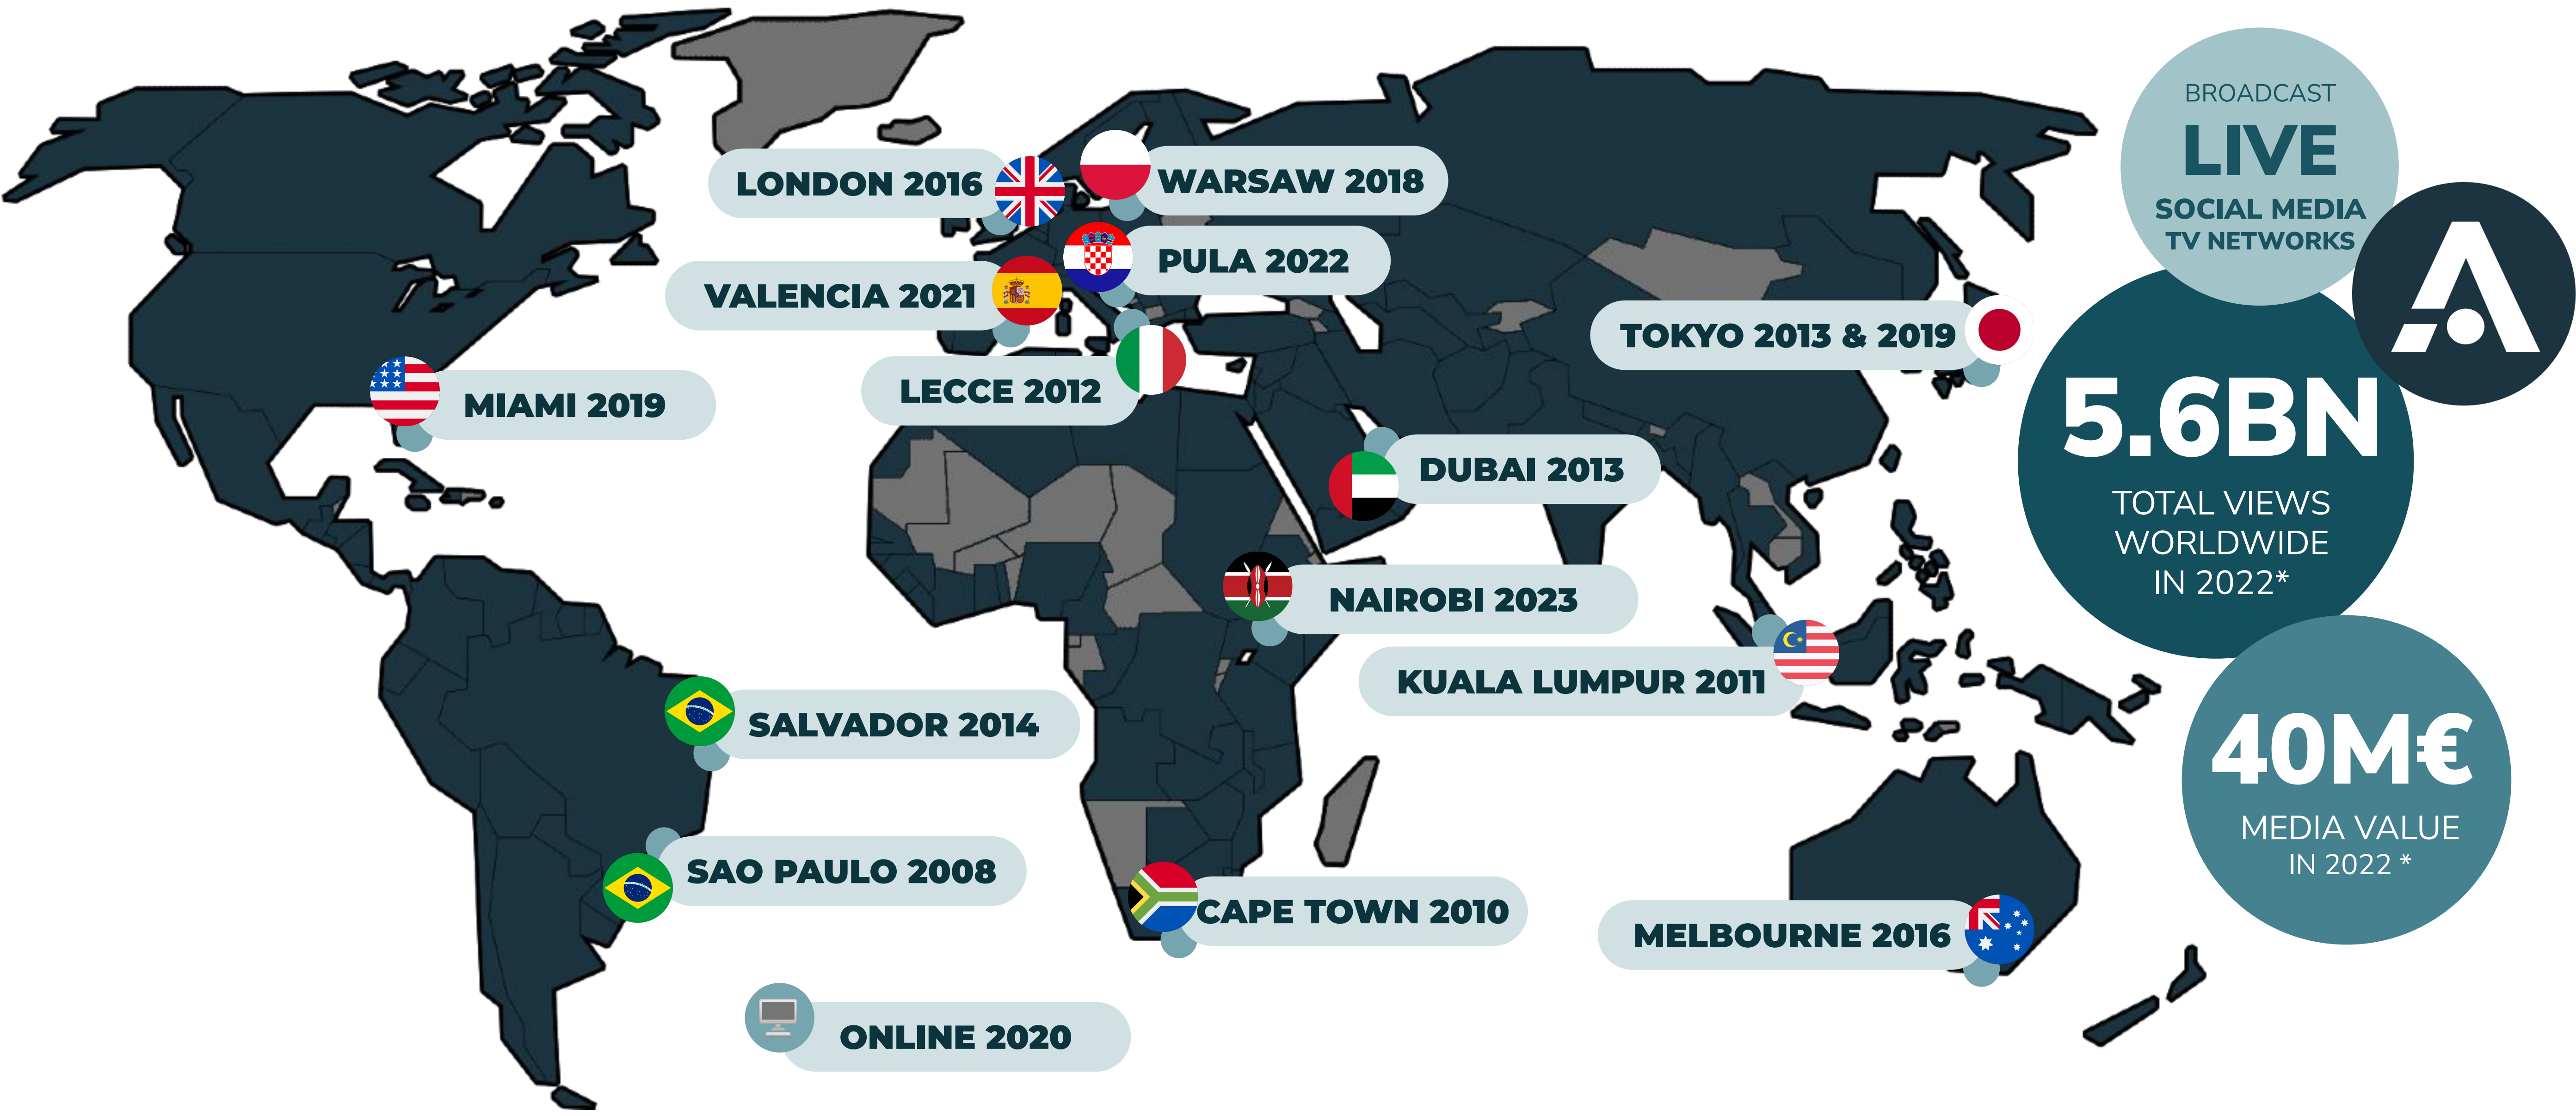 LONDON 2016
WARSAW 2018
PULA 2022
VALENCIA 2021
LECCE 2012
TOKYO 2013 & 2019
MIAMI 2019
DUBAI 2013
NAIROBI 2023
KUALA LUMPUR 2011
SALVADOR 2014
SAO PAULO 2008
CAPE TOWN 2010
MELBOURNE 2016
ONLINE 2020
BROADCAST
LIVE
SOCIAL MEDIA
TV NETWORKS
5.6BN
TOTAL VIEWS
WORLDWIDE
IN 2022*
40M€
MEDIA VALUE
IN 2022 *